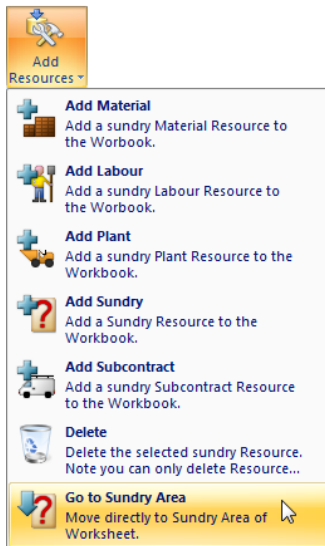 Add
Resources
Add Material
Add a sundry Material Resource to
the Worbook.
Add Labour
Add a sundry Labour Resource to
the Worbook.
Add Plant
Add a sundry Plant Resource to the
Workbook.
Add Sundry
Add a Sundry Resource to the
Workbook.
Add Subcontract
Add a sundry Subcontract Resource
to the Workbook.
Delete
Delete the selected sundry Resource.
Note you can only delete Resource...
Go to Sundry Area
Move directly to Sundry Area of
Worksheet.